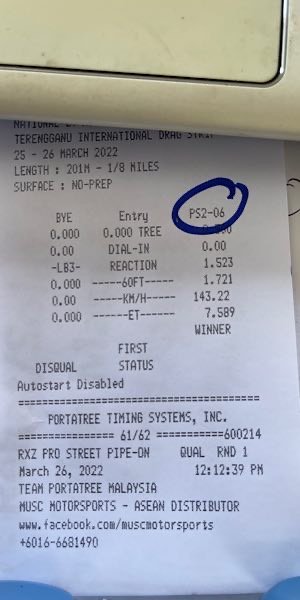 NATIONAL
TERENGGANU INTERNATIONAL DRAG STRIP
25 - 26 MARCH 2022
LENGTH : 201M - 1/8 MILES
SURFACE : NO-PREP
BYE Entry PS2-06
0.000 0.000 TREE
0.00 DIAL-IN 0.00
-LB3- REACTION 1.523
0.000 -----60FT----- 1.721
0.00 -----KM/H----- 143.22
0.000 ------ET------ 7.589
WINNER
FIRST
DISQUAL STATUS
Autostart Disabled
========================================
PORTATREE TIMING SYSTEMS, INC.
================ 61/62 ===========600214
RXZ PRO STREET PIPE-ON QUAL RND 1
March 26, 2022 12:12:39 PM
TEAM PORTATREE MALAYSIA
MUSC MOTORSPORTS - ASEAN DISTRIBUTOR
www.facebook.com/muscmotorsports
+6016-6681490